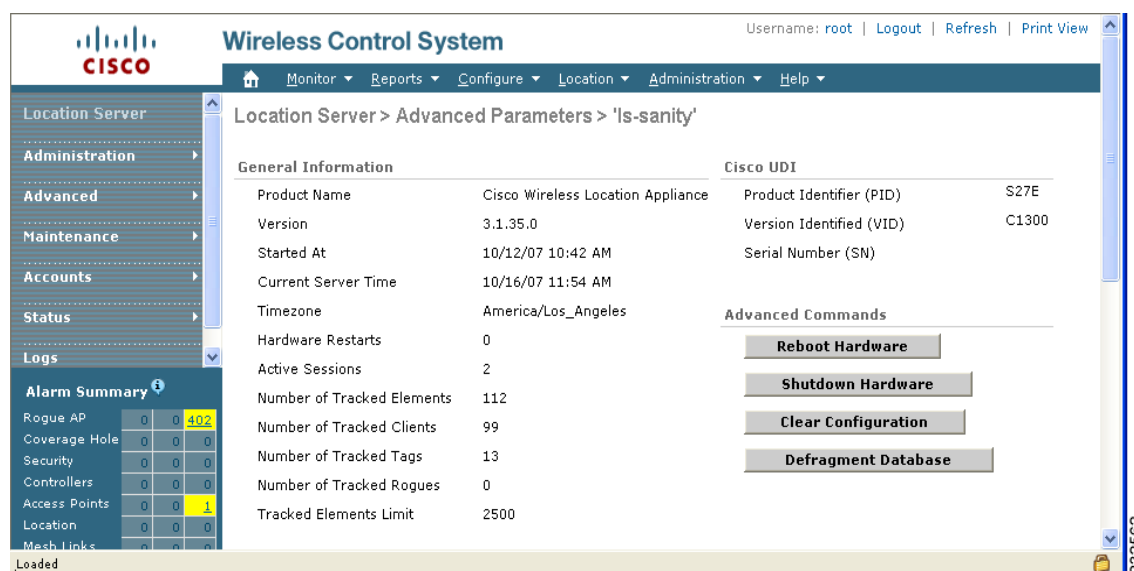 Username: root | Logout | Refresh | Print View
CISCO
Wireless Control System
Monitor Reports Configure Location Administration Help
Location Server
Administration
Advanced
Maintenance
Accounts
Status
Logs
Alarm Summary
Rogue AP 0 0 402
Coverage Hole 0 0 0
Security 0 0 0
Controllers 0 0 0
Access Points 0 0 1
Location 0 0 0
Mesh Links 0 0 0
Location Server > Advanced Parameters > 'ls-sanity'
General Information
Product Name Cisco Wireless Location Appliance
Version 3.1.35.0
Started At 10/12/07 10:42 AM
Current Server Time 10/16/07 11:54 AM
Timezone America/Los_Angeles
Hardware Restarts 0
Active Sessions 2
Number of Tracked Elements 112
Number of Tracked Clients 99
Number of Tracked Tags 13
Number of Tracked Rogues 0
Tracked Elements Limit 2500
Cisco UDI
Product Identifier (PID) S27E
Version Identified (VID) C1300
Serial Number (SN)
Advanced Commands
Reboot Hardware
Shutdown Hardware
Clear Configuration
Defragment Database
Loaded